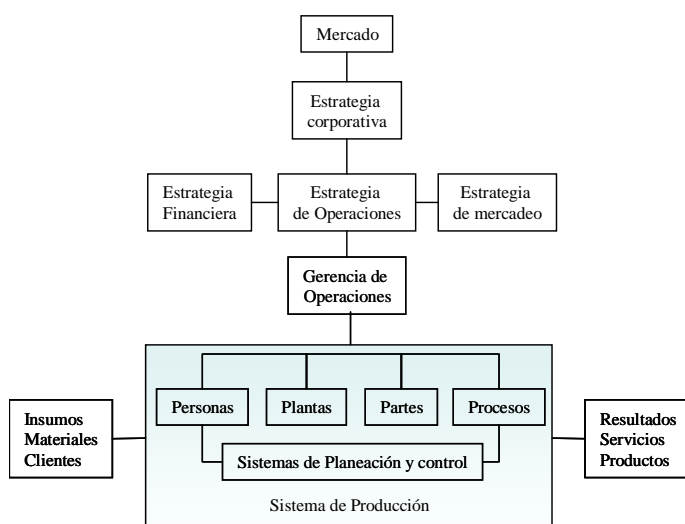 Mercado
Estrategia
corporativa
Estrategia
Financiera
Estrategia
de Operaciones
Estrategia
de mercadeo
Gerencia de
Operaciones
Personas
Plantas
Partes
Procesos
Insumos
Materiales
Clientes
Sistemas de Planeación y control
Resultados
Servicios
Productos
Sistema de Producción